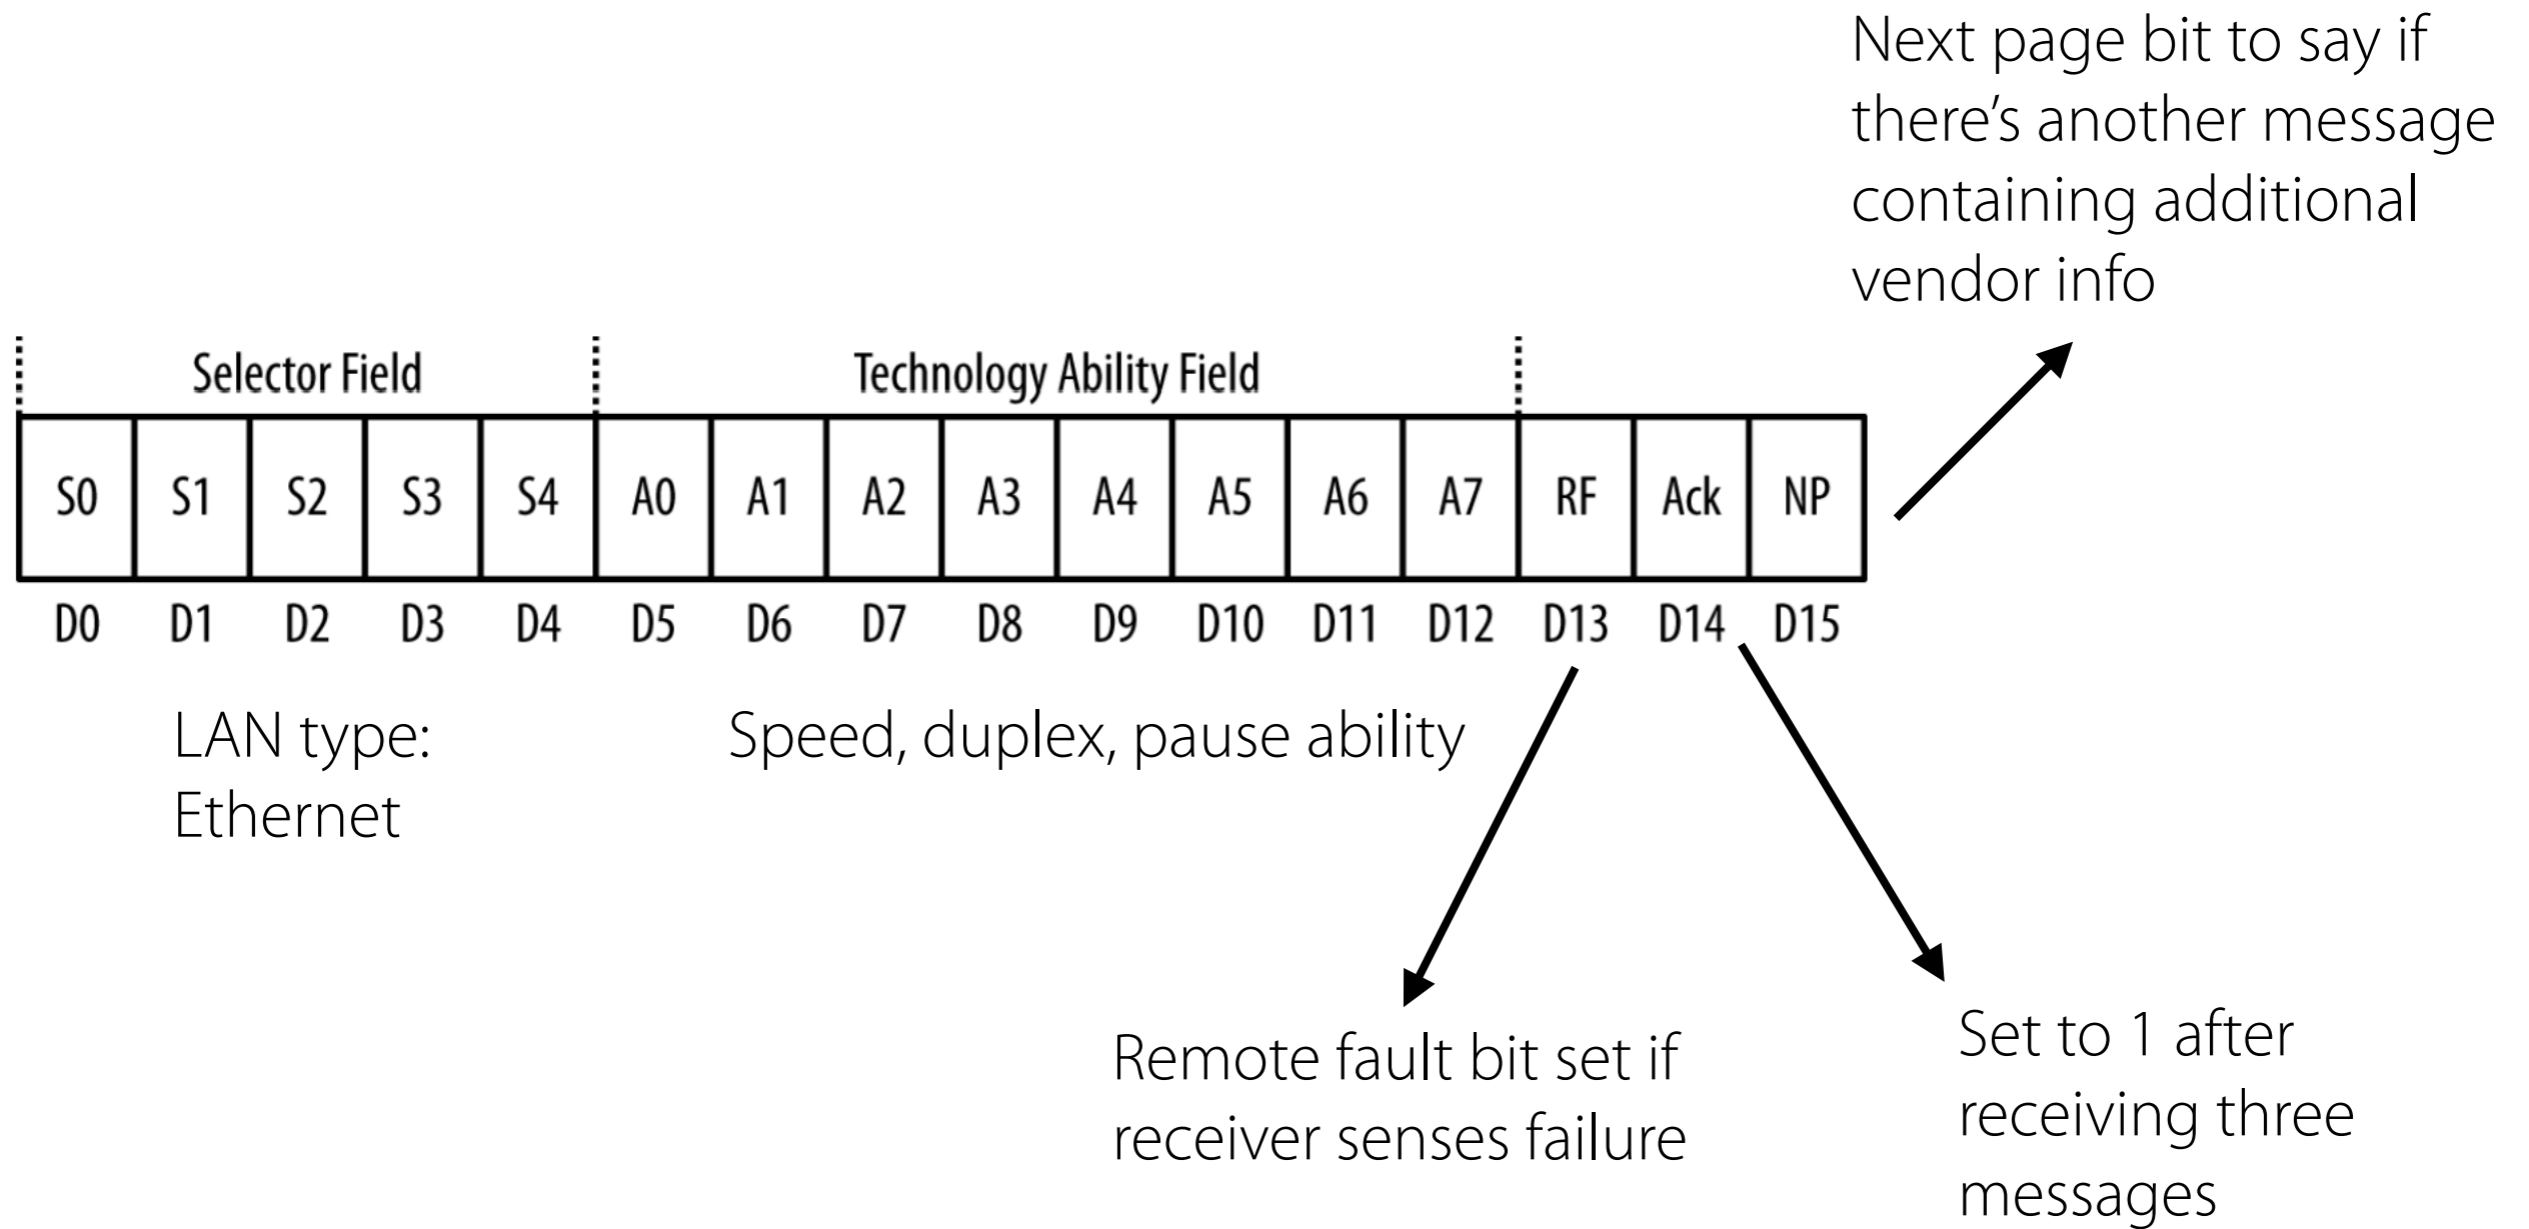 Next page bit to say if
there’s another message
containing additional
vendor info
Selector Field Technology Ability Field
S0 S1 S2 S3 S4 A0 A1 A2 A3 A4 A5 A6 A7 RF Ack NP
D0 D1 D2 D3 D4 D5 D6 D7 D8 D9 D10 D11 D12 D13 D14 D15
LAN type:
Ethernet
Speed, duplex, pause ability
Remote fault bit set if
receiver senses failure
Set to 1 after
receiving three
messages